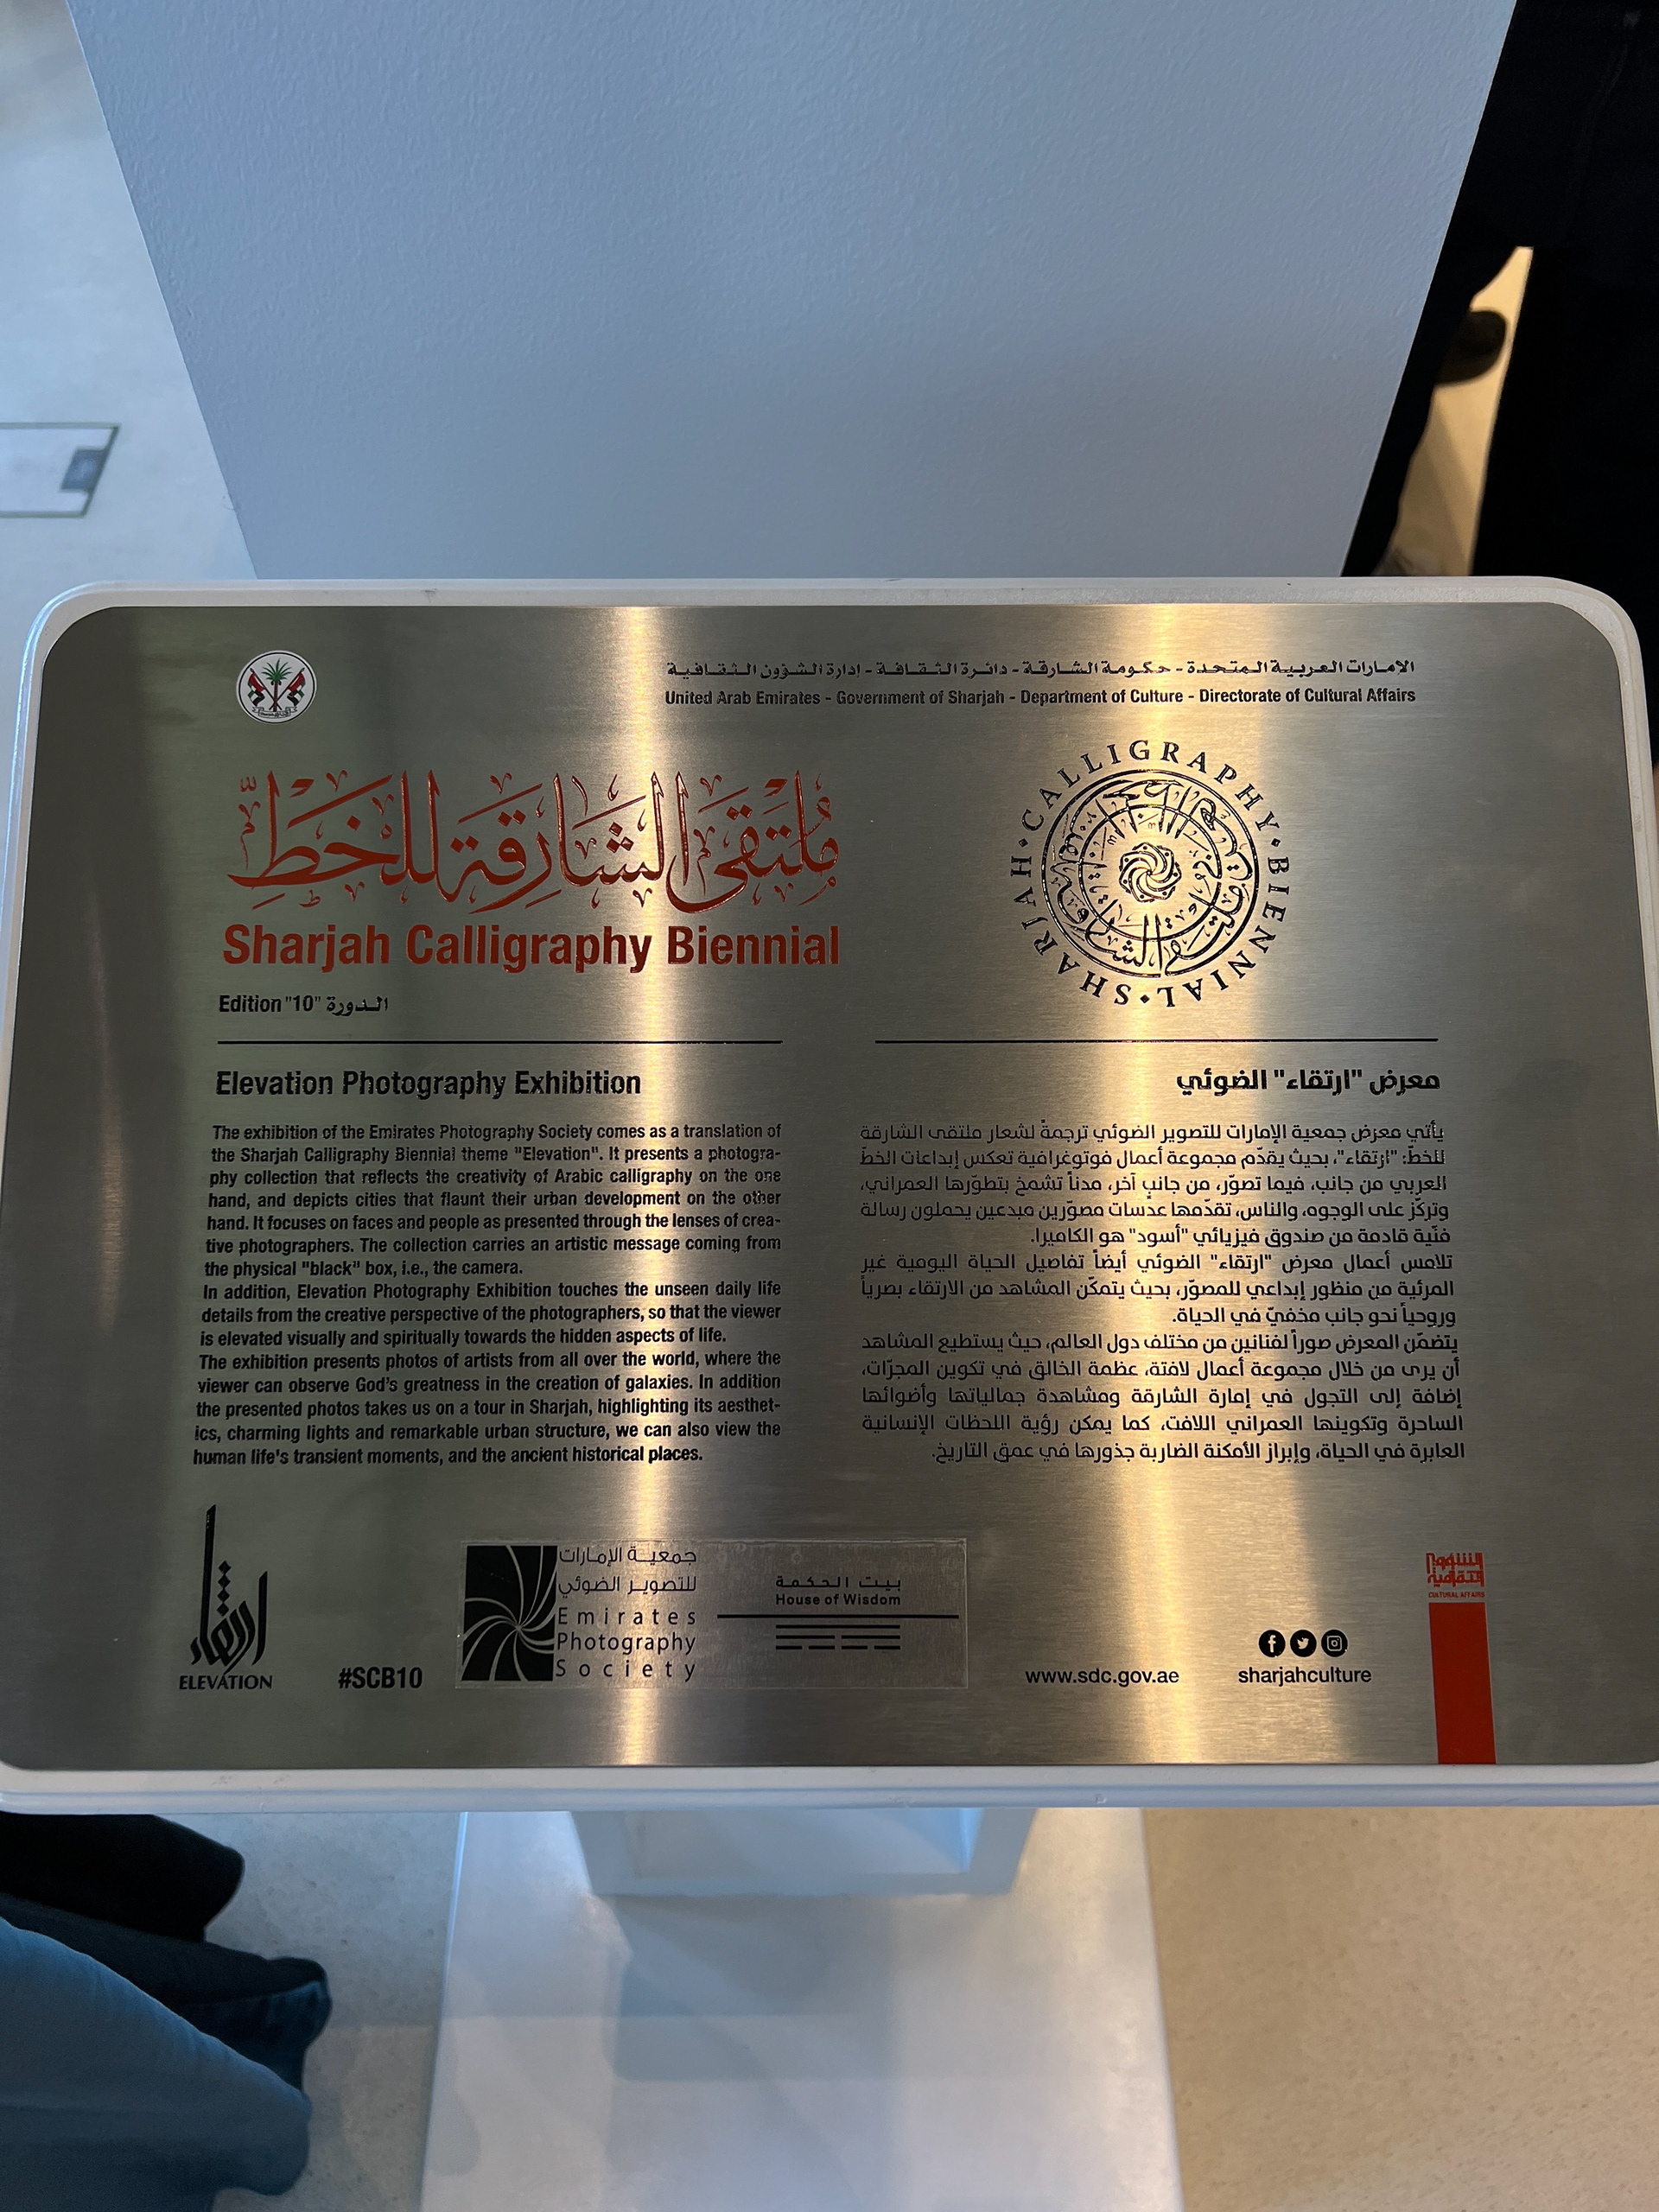 الامارات العربية المتحدة - حكومة الشارقة - دائرة الثقافة - إدارة الشؤون الثقافية
United Arab Emirates - Government of Sharjah - Department of Culture - Directorate of Cultural Affairs
ملتقى الشارقة للخط
Sharjah Calligraphy Biennial
Edition "10" الدورة
SHARJAH • CALLIGRAPHY • BIENNIAL •
Elevation Photography Exhibition
The exhibition of the Emirates Photography Society comes as a translation of
the Sharjah Calligraphy Biennial theme "Elevation". It presents a photogra-
phy collection that reflects the creativity of Arabic calligraphy on the one
hand, and depicts cities that flaunt their urban development on the other
hand. It focuses on faces and people as presented through the lenses of crea-
tive photographers. The collection carries an artistic message coming from
the physical "black" box, i.e., the camera.
In addition, Elevation Photography Exhibition touches the unseen daily life
details from the creative perspective of the photographers, so that the viewer
is elevated visually and spiritually towards the hidden aspects of life.
The exhibition presents photos of artists from all over the world, where the
viewer can observe God's greatness in the creation of galaxies. In addition
the presented photos takes us on a tour in Sharjah, highlighting its aesthet-
ics, charming lights and remarkable urban structure, we can also view the
human life's transient moments, and the ancient historical places.
معرض "ارتقاء" الضوئي
يأتي معرض جمعية الإمارات للتصوير الضوئي ترجمةً لشعار ملتقى الشارقة
للخطّ: "ارتقاء"، بحيث يقدّم مجموعة أعمال فوتوغرافية تعكس إبداعات الخطّ
العربي من جانب، فيما تصوّر، من جانبٍ آخر، مدناً تشمخ بتطوّرها العمراني،
وتركّز على الوجوه، والناس، تقدّمها عدسات مصوّرين مبدعين يحملون رسالة
فنّية قادمة من صندوق فيزيائي "أسود" هو الكاميرا.
تلامس أعمال معرض "ارتقاء" الضوئي أيضاً تفاصيل الحياة اليومية غير
المرئية من منظور إبداعي للمصوّر، بحيث يتمكّن المشاهد من الارتقاء بصرياً
وروحياً نحو جانب مخفيّ في الحياة.
يتضمّن المعرض صوراً لفنانين من مختلف دول العالم، حيث يستطيع المشاهد
أن يرى من خلال مجموعة أعمال لافتة، عظمة الخالق في تكوين المجرّات،
إضافة إلى التجول في إمارة الشارقة ومشاهدة جمالياتها وأضوائها
الساحرة وتكوينها العمراني اللافت، كما يمكن رؤية اللحظات الإنسانية
العابرة في الحياة، وإبراز الأمكنة الضاربة جذورها في عمق التاريخ.
ارتقاء
ELEVATION
#SCB10
جمعية الإمارات
للتصوير الضوئي
Emirates
Photography
Society
بيت الحكمة
House of Wisdom
www.sdc.gov.ae
sharjahculture
الشؤون
الثقافية
CULTURAL AFFAIRS